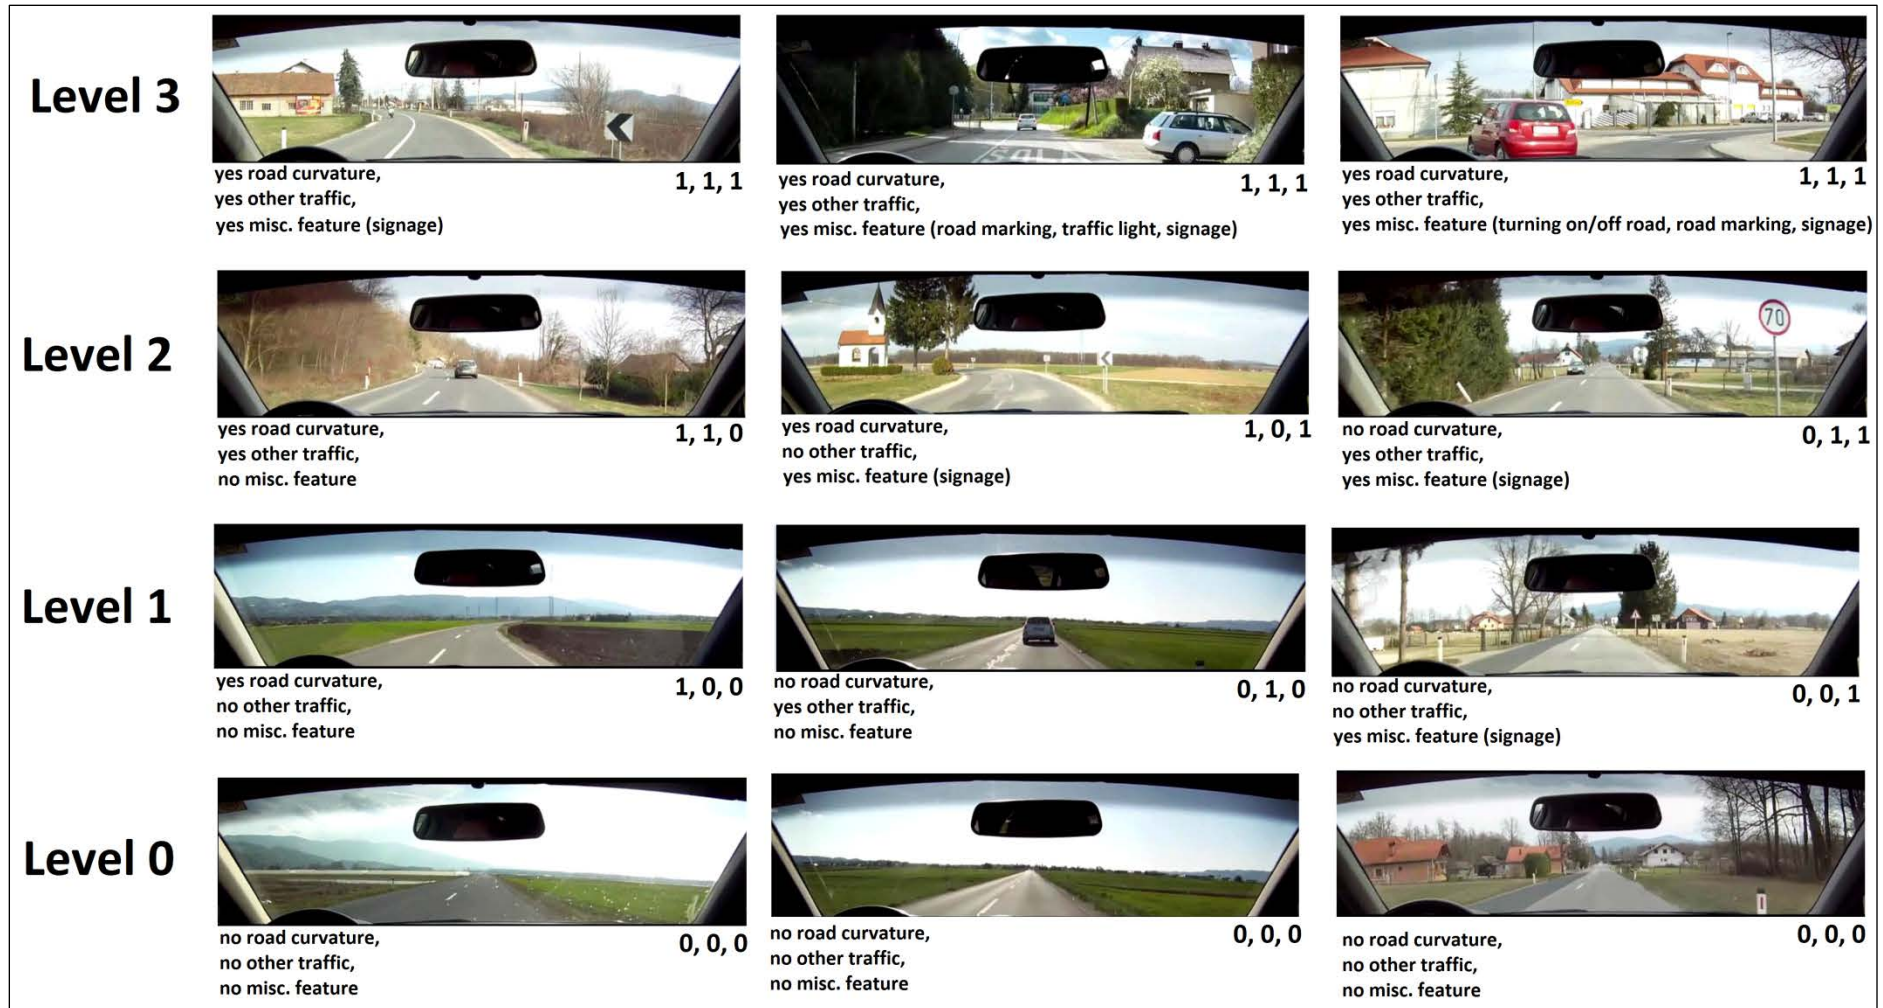 Level 3
yes road curvature,
yes other traffic,
yes misc. feature (signage)
1, 1, 1
yes road curvature,
yes other traffic,
yes misc. feature (road marking, traffic light, signage)
1, 1, 1
yes road curvature,
yes other traffic,
yes misc. feature (turning on/off road, road marking, signage)
1, 1, 1
Level 2
yes road curvature,
yes other traffic,
no misc. feature
1, 1, 0
yes road curvature,
no other traffic,
yes misc. feature (signage)
1, 0, 1
70
no road curvature,
yes other traffic,
yes misc. feature (signage)
0, 1, 1
Level 1
yes road curvature,
no other traffic,
no misc. feature
1, 0, 0
no road curvature,
yes other traffic,
no misc. feature
0, 1, 0
no road curvature,
no other traffic,
yes misc. feature (signage)
0, 0, 1
Level 0
no road curvature,
no other traffic,
no misc. feature
0, 0, 0
no road curvature,
no other traffic,
no misc. feature
0, 0, 0
no road curvature,
no other traffic,
no misc. feature
0, 0, 0